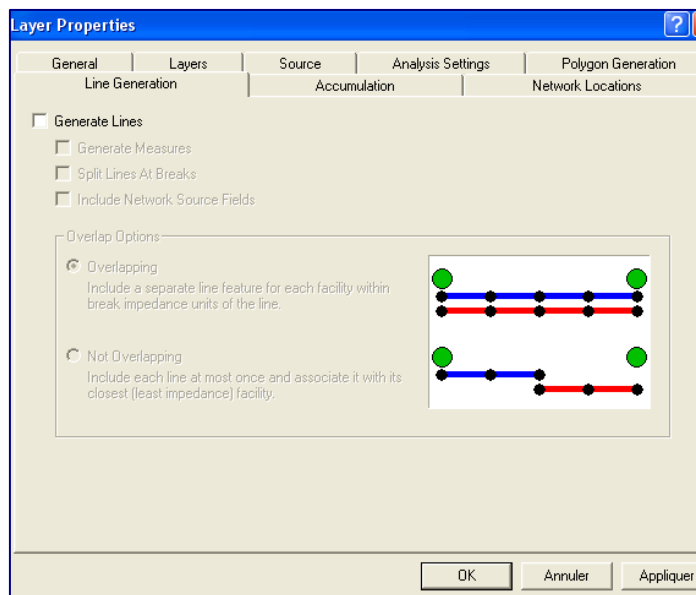 Layer Properties
?
General Layers Source Analysis Settings Polygon Generation
Line Generation Accumulation Network Locations
Generate Lines
Generate Measures
Split Lines At Breaks
Include Network Source Fields
Overlap Options
Overlapping
Include a separate line feature for each facility within
break impedance units of the line.
Not Overlapping
Include each line at most once and associate it with its
closest (least impedance) facility.
OK Annuler Appliquer